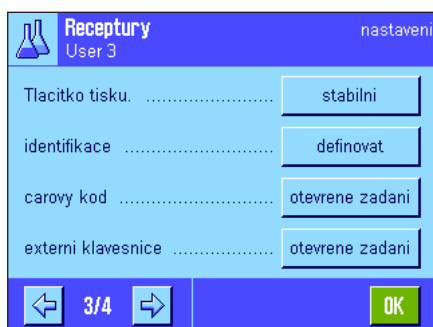 Receptury nastaveni
User 3
Tlacitko tisku. ........................ stabilni
identifikace ............................ definovat
carovy kod ............................. otevrene zadani
externi klavesnice ................... otevrene zadani
3/4 OK